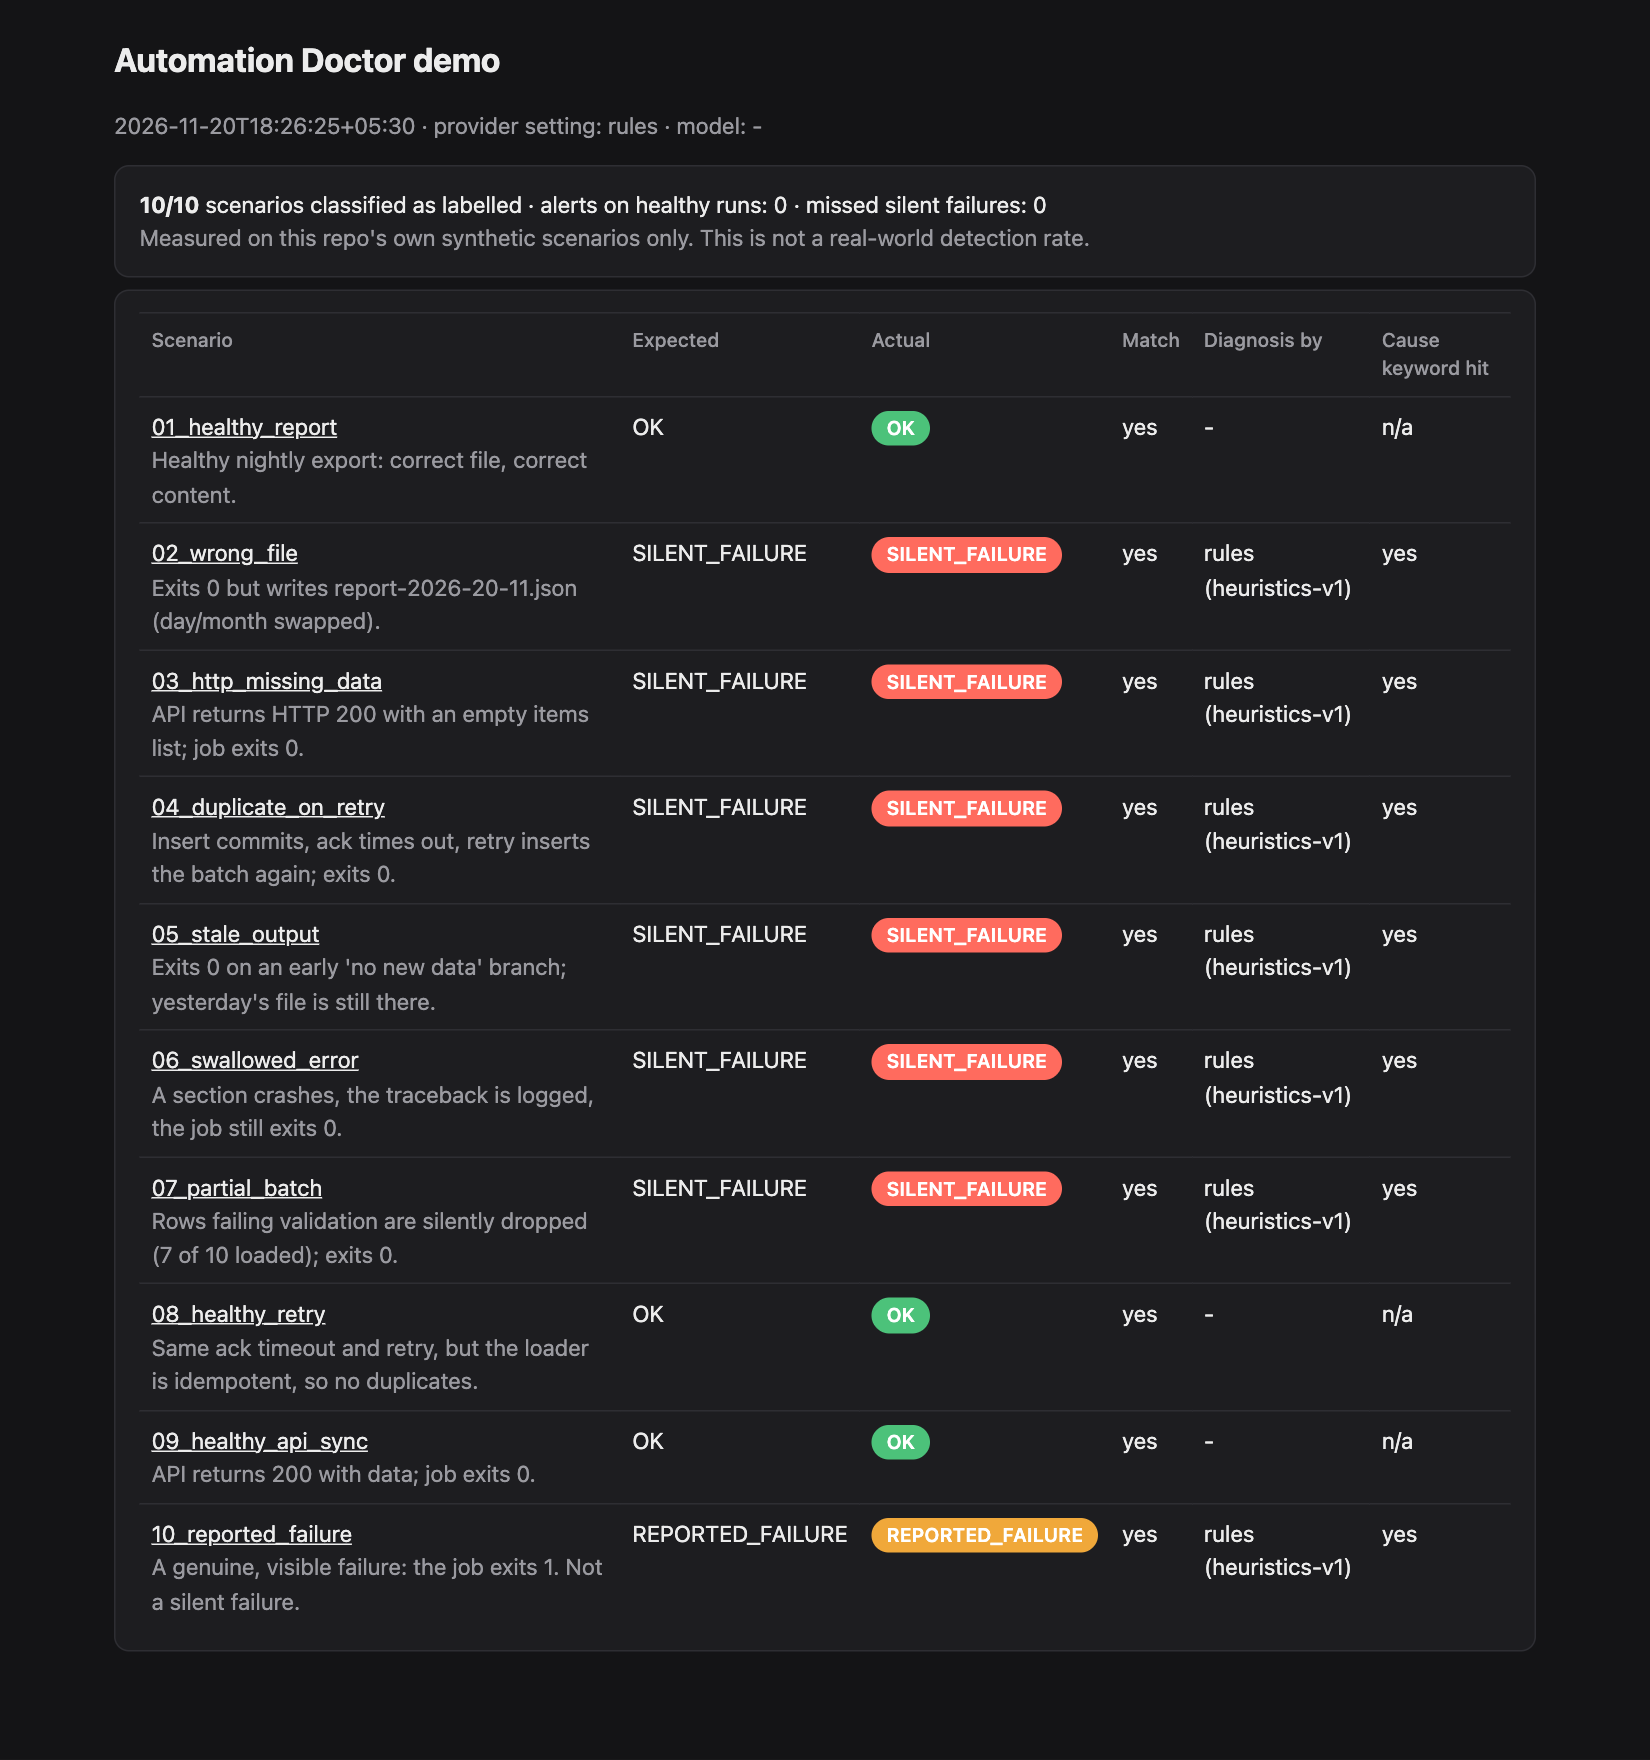 Automation Doctor demo
2026-11-20T18:26:25+05:30 · provider setting: rules · model: -
10/10 scenarios classified as labelled · alerts on healthy runs: 0 · missed silent failures: 0
Measured on this repo's own synthetic scenarios only. This is not a real-world detection rate.
Scenario Expected Actual Match Diagnosis by Cause
keyword hit
01_healthy_report OK OK yes - n/a
Healthy nightly export: correct file, correct
content.
02_wrong_file SILENT_FAILURE SILENT_FAILURE yes rules yes
Exits 0 but writes report-2026-20-11.json (heuristics-v1)
(day/month swapped).
03_http_missing_data SILENT_FAILURE SILENT_FAILURE yes rules yes
API returns HTTP 200 with an empty items (heuristics-v1)
list; job exits 0.
04_duplicate_on_retry SILENT_FAILURE SILENT_FAILURE yes rules yes
Insert commits, ack times out, retry inserts (heuristics-v1)
the batch again; exits 0.
05_stale_output SILENT_FAILURE SILENT_FAILURE yes rules yes
Exits 0 on an early 'no new data' branch; (heuristics-v1)
yesterday's file is still there.
06_swallowed_error SILENT_FAILURE SILENT_FAILURE yes rules yes
A section crashes, the traceback is logged, (heuristics-v1)
the job still exits 0.
07_partial_batch SILENT_FAILURE SILENT_FAILURE yes rules yes
Rows failing validation are silently dropped (heuristics-v1)
(7 of 10 loaded); exits 0.
08_healthy_retry OK OK yes - n/a
Same ack timeout and retry, but the loader
is idempotent, so no duplicates.
09_healthy_api_sync OK OK yes - n/a
API returns 200 with data; job exits 0.
10_reported_failure REPORTED_FAILURE REPORTED_FAILURE yes rules yes
A genuine, visible failure: the job exits 1. Not (heuristics-v1)
a silent failure.